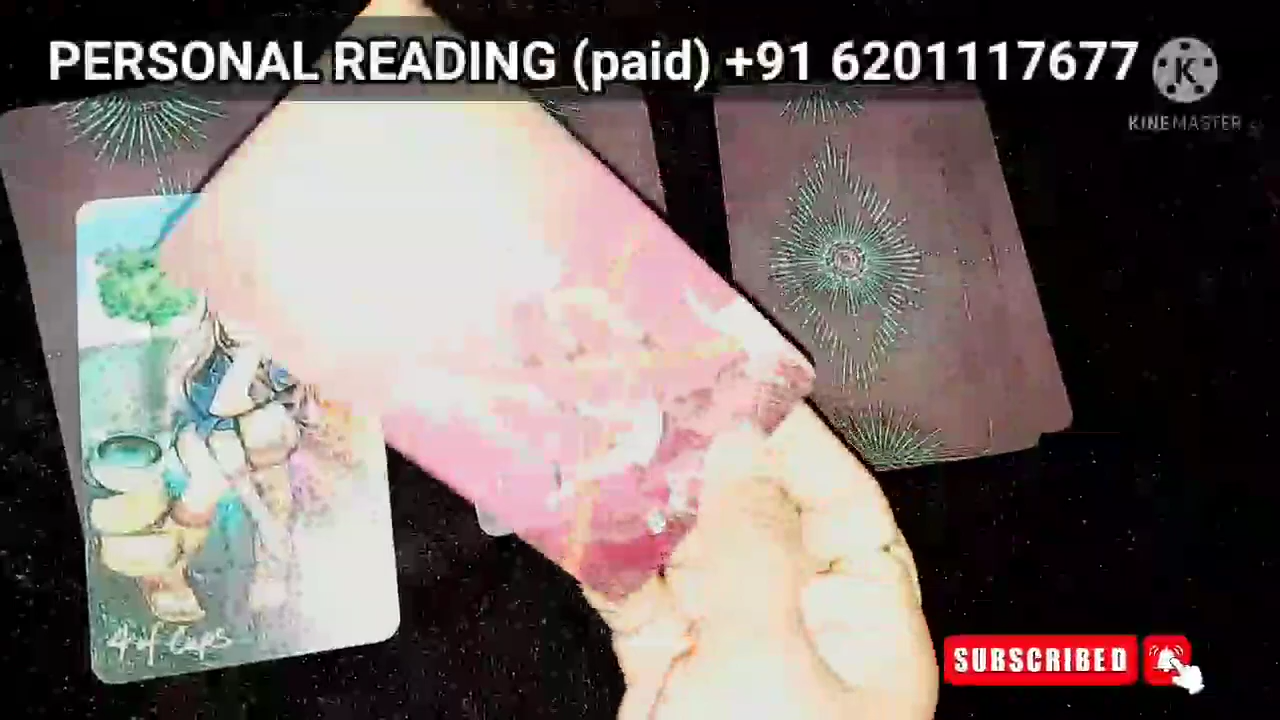 PERSONAL READING (paid) +91 6201117677
K
KINEMASTER
4 of Cups
SUBSCRIBED